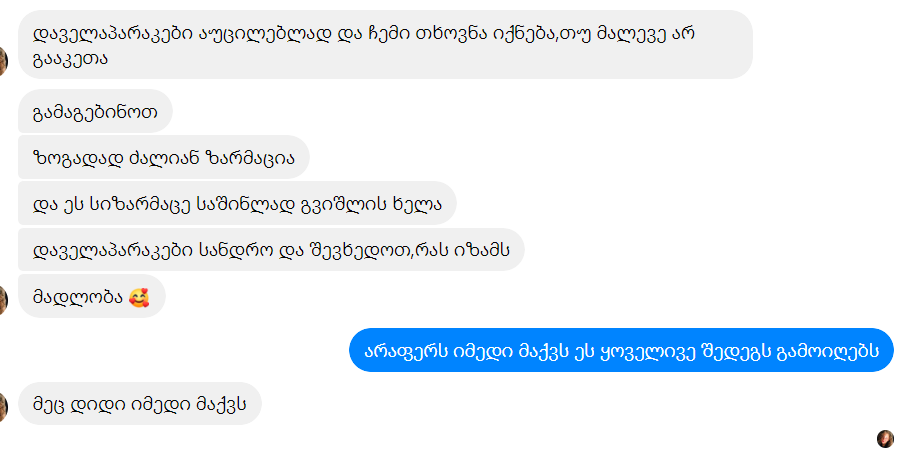 დაველაპარაკები აუცილებლად და ჩემი თხოვნა იქნება,თუ მალევე არ
გააკეთა
გამაგებინოთ
ზოგადად ძალიან ზარმაცია
და ეს სიზარმაცე საშინლად გვიშლის ხელა
დაველაპარაკები სანდრო და შევხედოთ,რას იზამს
მადლობა 🥰
არაფერს იმედი მაქვს ეს ყოველივე შედეგს გამოიღებს
მეც დიდი იმედი მაქვს